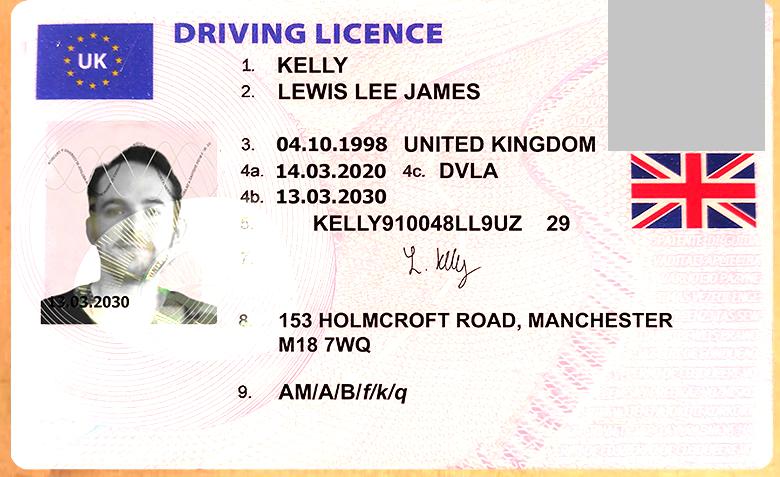 DRIVING LICENCE
UK
1. KELLY
2. LEWIS LEE JAMES
3. 04.10.1998 UNITED KINGDOM
4a. 14.03.2020 4c. DVLA
4b. 13.03.2030
5. KELLY910048LL9UZ 29
7. L. Kelly
13.03.2030
8. 153 HOLMCROFT ROAD, MANCHESTER
M18 7WQ
9. AM/A/B/f/k/q